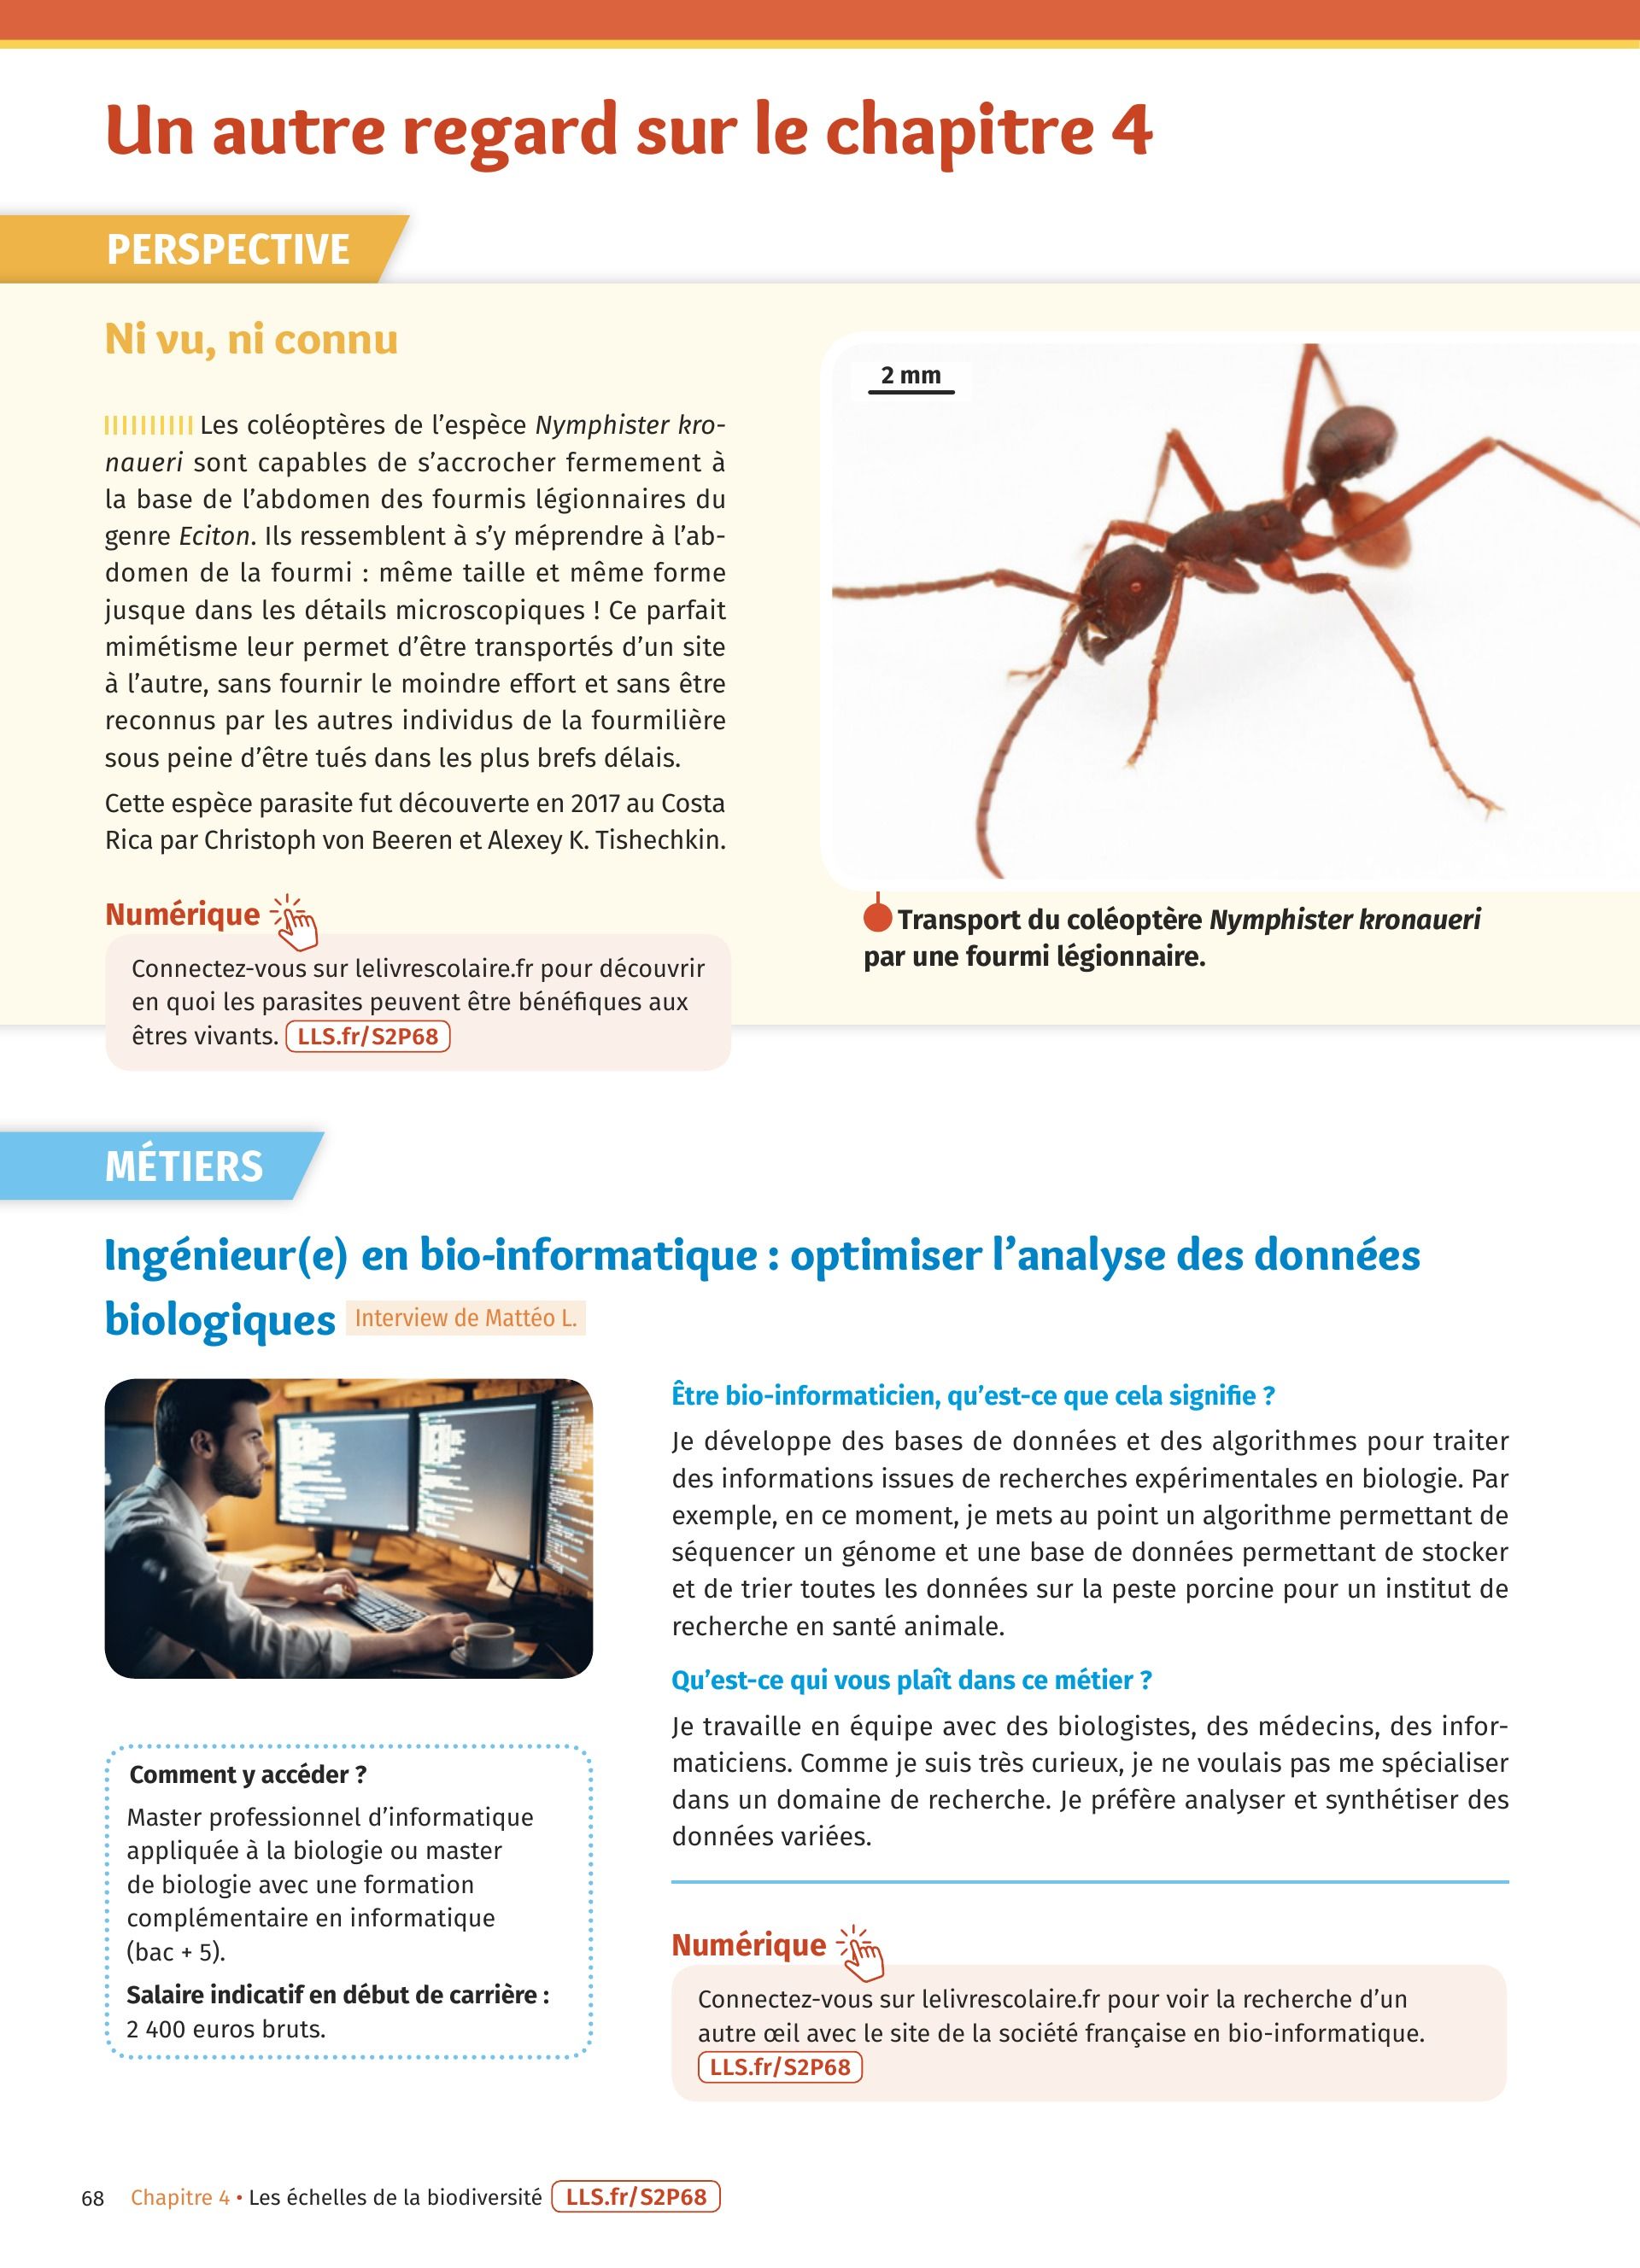 Un autre regard sur le chapitre 4
PERSPECTIVE
Ni vu, ni connu
Les coléoptères de l’espèce Nymphister kro-
naueri sont capables de s’accrocher fermement à
la base de l’abdomen des fourmis légionnaires du
genre Eciton. Ils ressemblent à s’y méprendre à l’ab-
domen de la fourmi : même taille et même forme
jusque dans les détails microscopiques ! Ce parfait
mimétisme leur permet d’être transportés d’un site
à l’autre, sans fournir le moindre effort et sans être
reconnus par les autres individus de la fourmilière
sous peine d’être tués dans les plus brefs délais.
Cette espèce parasite fut découverte en 2017 au Costa
Rica par Christoph von Beeren et Alexey K. Tishechkin.
Numérique
Connectez-vous sur lelivrescolaire.fr pour découvrir
en quoi les parasites peuvent être bénéfiques aux
êtres vivants. LLS.fr/S2P68
2 mm
Transport du coléoptère Nymphister kronaueri
par une fourmi légionnaire.
MÉTIERS
Ingénieur(e) en bio-informatique : optimiser l’analyse des données
biologiques Interview de Mattéo L.
Comment y accéder ?
Master professionnel d’informatique
appliquée à la biologie ou master
de biologie avec une formation
complémentaire en informatique
(bac + 5).
Salaire indicatif en début de carrière :
2 400 euros bruts.
Être bio-informaticien, qu’est-ce que cela signifie ?
Je développe des bases de données et des algorithmes pour traiter
des informations issues de recherches expérimentales en biologie. Par
exemple, en ce moment, je mets au point un algorithme permettant de
séquencer un génome et une base de données permettant de stocker
et de trier toutes les données sur la peste porcine pour un institut de
recherche en santé animale.
Qu’est-ce qui vous plaît dans ce métier ?
Je travaille en équipe avec des biologistes, des médecins, des infor-
maticiens. Comme je suis très curieux, je ne voulais pas me spécialiser
dans un domaine de recherche. Je préfère analyser et synthétiser des
données variées.
Numérique
Connectez-vous sur lelivrescolaire.fr pour voir la recherche d’un
autre œil avec le site de la société française en bio-informatique.
LLS.fr/S2P68
68 Chapitre 4 • Les échelles de la biodiversité LLS.fr/S2P68